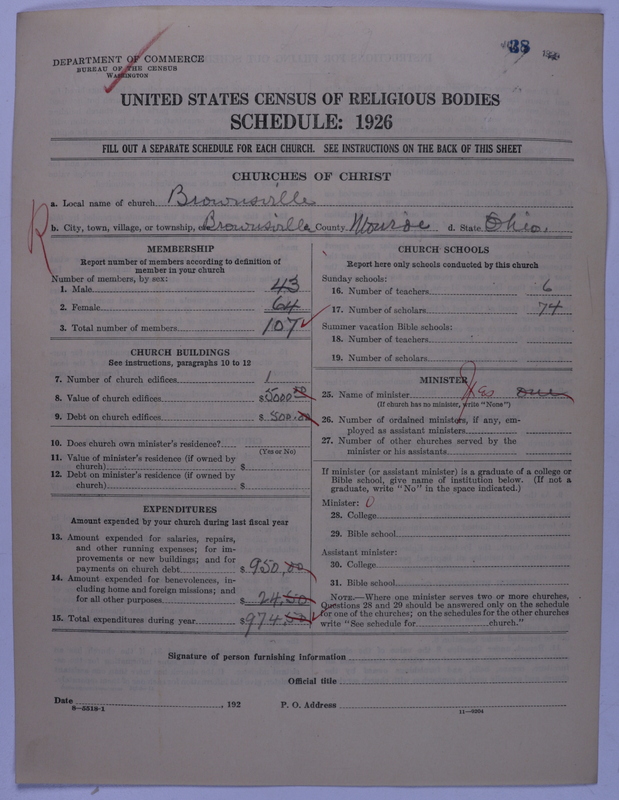 38
DEPARTMENT OF COMMERCE
BUREAU OF THE CENSUS
WASHINGTON
UNITED STATES CENSUS OF RELIGIOUS BODIES
SCHEDULE: 1926
FILL OUT A SEPARATE SCHEDULE FOR EACH CHURCH. SEE INSTRUCTIONS ON THE BACK OF THIS SHEET
CHURCHES OF CHRIST
a. Local name of church Brownsville
R
b. City, town, village, or township, etc. Brownsville County Monroe d. State Ohio.
MEMBERSHIP
Report number of members according to definition of
member in your church
Number of members, by sex:
1. Male 43
2. Female 64
3. Total number of members 107
CHURCH BUILDINGS
See instructions, paragraphs 10 to 12
7. Number of church edifices 1
8. Value of church edifices $5000.00
9. Debt on church edifices $500.00
10. Does church own minister's residence?
(Yes or No)
11. Value of minister's residence (if owned by
church) $
12. Debt on minister's residence (if owned by
church) $
EXPENDITURES
Amount expended by your church during last fiscal year
13. Amount expended for salaries, repairs,
and other running expenses; for im-
provements or new buildings; and for
payments on church debt $950.00
14. Amount expended for benevolences, in-
cluding home and foreign missions; and
for all other purposes $24.50
15. Total expenditures during year $974.50
CHURCH SCHOOLS
Report here only schools conducted by this church
Sunday schools:
16. Number of teachers 6
17. Number of scholars 74
Summer vacation Bible schools:
18. Number of teachers
19. Number of scholars
MINISTER
25. Name of minister Yes
(If church has no minister, write "None")
26. Number of ordained ministers, if any, em-
ployed as assistant ministers
27. Number of other churches served by the
minister or his assistants
If minister (or assistant minister) is a graduate of a college or
Bible school, give name of institution below. (If not a
graduate, write "No" in the space indicated.)
Minister: 0
28. College
29. Bible school
Assistant minister:
30. College
31. Bible school
NOTE.—Where one minister serves two or more churches,
Questions 28 and 29 should be answered only on the schedule
for one of the churches; on the schedules for the other churches
write "See schedule for church."
Signature of person furnishing information
Official title
Date , 192 P. O. Address
8—5518-1 11—9204